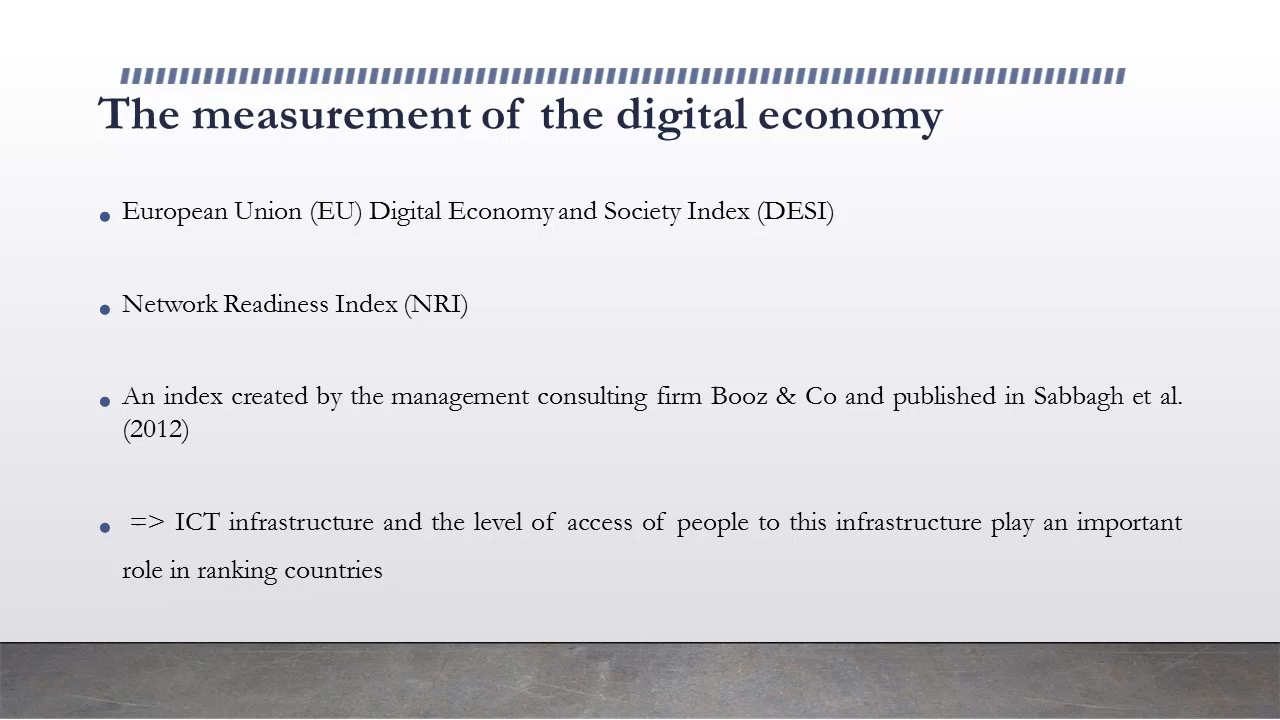 The measurement of the digital economy
• European Union (EU) Digital Economy and Society Index (DESI)
• Network Readiness Index (NRI)
• An index created by the management consulting firm Booz & Co and published in Sabbagh et al.
(2012)
• => ICT infrastructure and the level of access of people to this infrastructure play an important
role in ranking countries